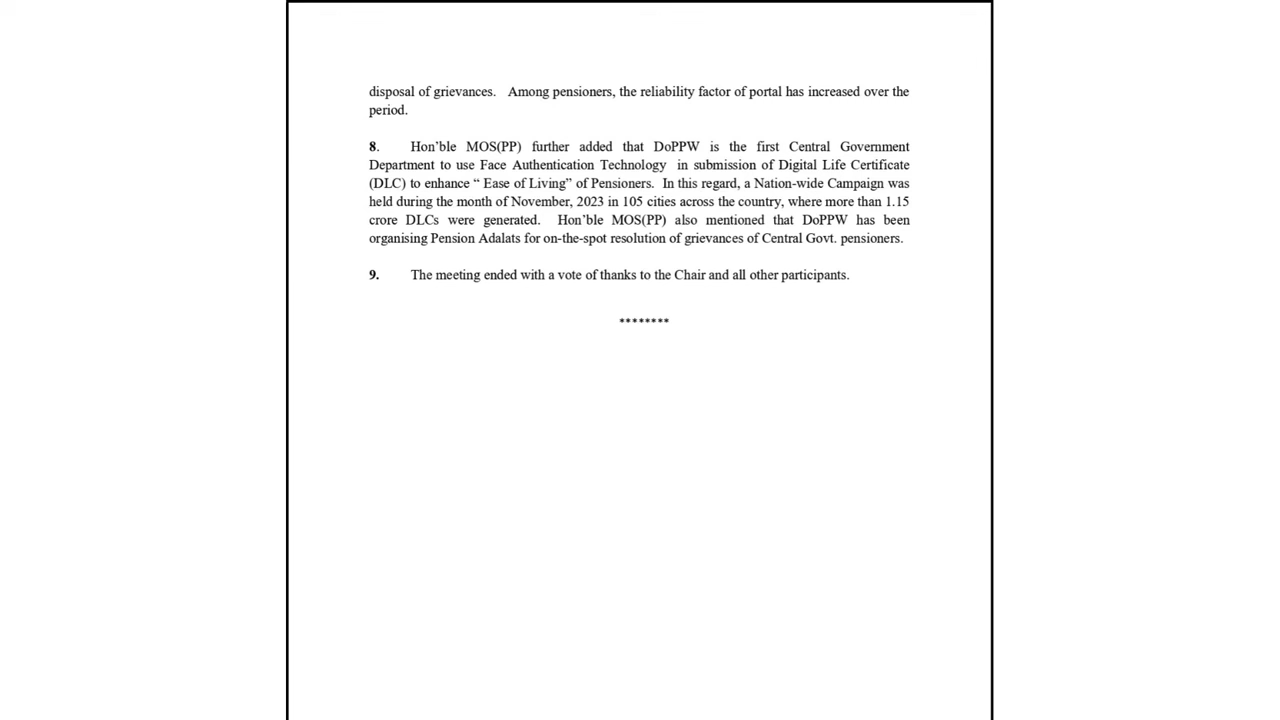 disposal of grievances.   Among pensioners, the reliability factor of portal has increased over the
period.
8.	Hon’ble MOS(PP) further added that DoPPW is the first Central Government
Department to use Face Authentication Technology  in submission of Digital Life Certificate
(DLC) to enhance “ Ease of Living” of Pensioners.  In this regard, a Nation-wide Campaign was
held during the month of November, 2023 in 105 cities across the country, where more than 1.15
crore DLCs were generated.  Hon’ble MOS(PP) also mentioned that DoPPW has been
organising Pension Adalats for on-the-spot resolution of grievances of Central Govt. pensioners.
9.	The meeting ended with a vote of thanks to the Chair and all other participants.
********